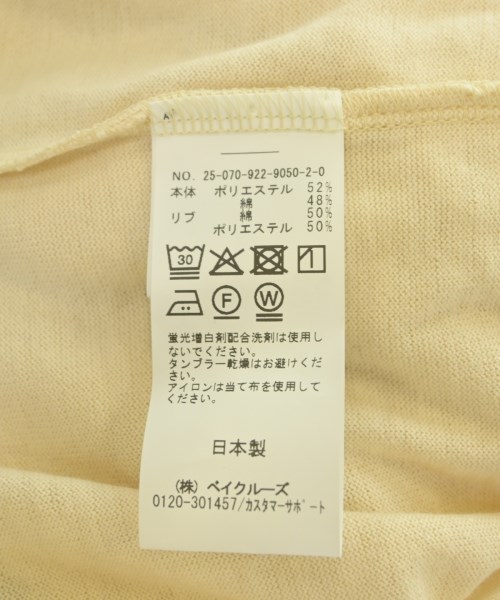 NO. 25-070-922-9050-2-0
本体 ポリエステル 52%
綿 48%
リブ 綿 50%
ポリエステル 50%
30
F W
蛍光増白剤配合洗剤は使用し
ないでください。
タンブラー乾燥はお避けくだ
さい。
アイロンは当て布を使用して
ください。
日本製
(株) ベイクルーズ
0120-301457/カスタマーサポート